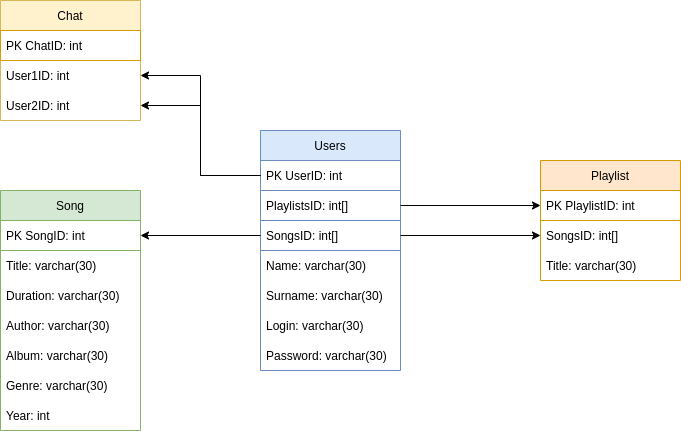 Chat
PK ChatID: int
User1ID: int
User2ID: int
Users
PK UserID: int
PlaylistsID: int[]
SongsID: int[]
Name: varchar(30)
Surname: varchar(30)
Login: varchar(30)
Password: varchar(30)
Playlist
PK PlaylistID: int
SongsID: int[]
Title: varchar(30)
Song
PK SongID: int
Title: varchar(30)
Duration: varchar(30)
Author: varchar(30)
Album: varchar(30)
Genre: varchar(30)
Year: int